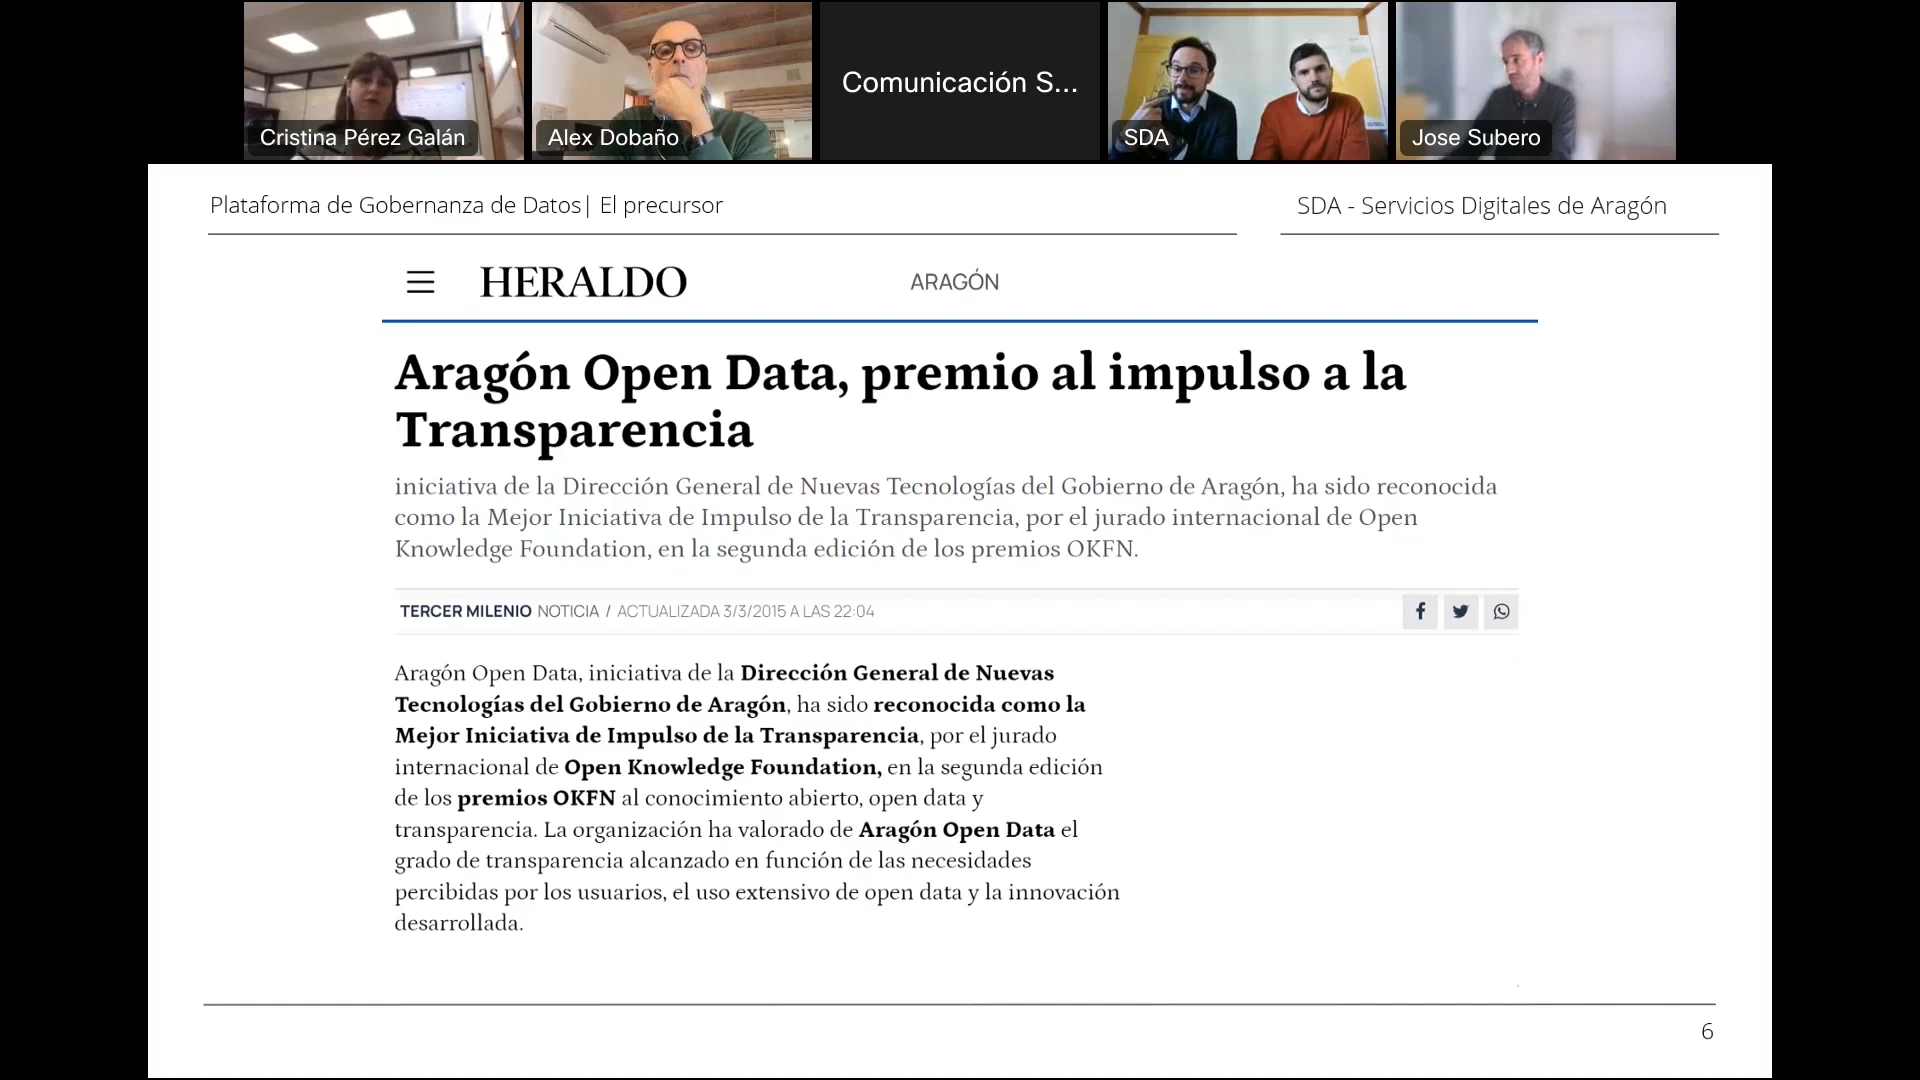 Cristina Pérez Galán
Alex Dobaño
Comunicación S...
SDA
Jose Subero
Plataforma de Gobernanza de Datos| El precursor
SDA - Servicios Digitales de Aragón
HERALDO
ARAGÓN
Aragón Open Data, premio al impulso a la
Transparencia
iniciativa de la Dirección General de Nuevas Tecnologías del Gobierno de Aragón, ha sido reconocida
como la Mejor Iniciativa de Impulso de la Transparencia, por el jurado internacional de Open
Knowledge Foundation, en la segunda edición de los premios OKFN.
TERCER MILENIO NOTICIA / ACTUALIZADA 3/3/2015 A LAS 22:04
Aragón Open Data, iniciativa de la Dirección General de Nuevas
Tecnologías del Gobierno de Aragón, ha sido reconocida como la
Mejor Iniciativa de Impulso de la Transparencia, por el jurado
internacional de Open Knowledge Foundation, en la segunda edición
de los premios OKFN al conocimiento abierto, open data y
transparencia. La organización ha valorado de Aragón Open Data el
grado de transparencia alcanzado en función de las necesidades
percibidas por los usuarios, el uso extensivo de open data y la innovación
desarrollada.
6